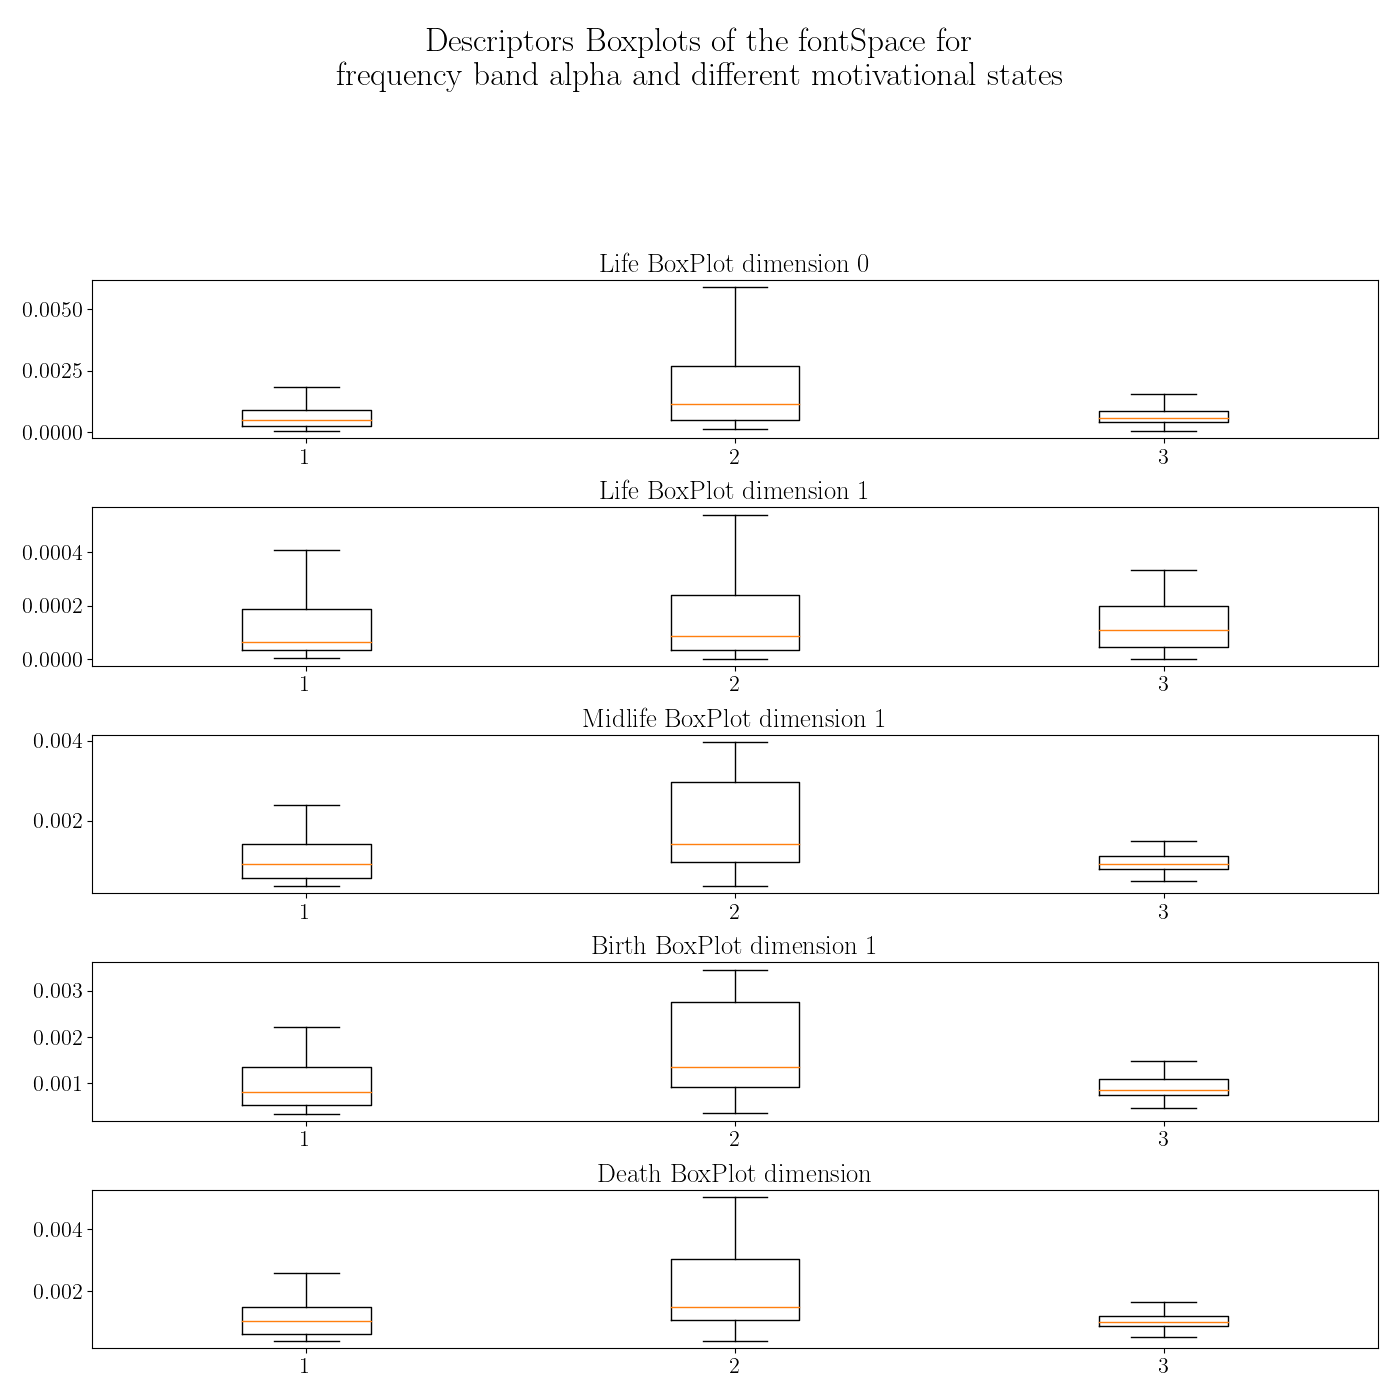 Descriptors Boxplots of the fontSpace for
frequency band alpha and different motivational states
Life BoxPlot dimension 0
0.0050
0.0025
0.0000
1 2 3
Life BoxPlot dimension 1
0.0004
0.0002
0.0000
1 2 3
Midlife BoxPlot dimension 1
0.004
0.002
1 2 3
Birth BoxPlot dimension 1
0.003
0.002
0.001
1 2 3
Death BoxPlot dimension
0.004
0.002
1 2 3